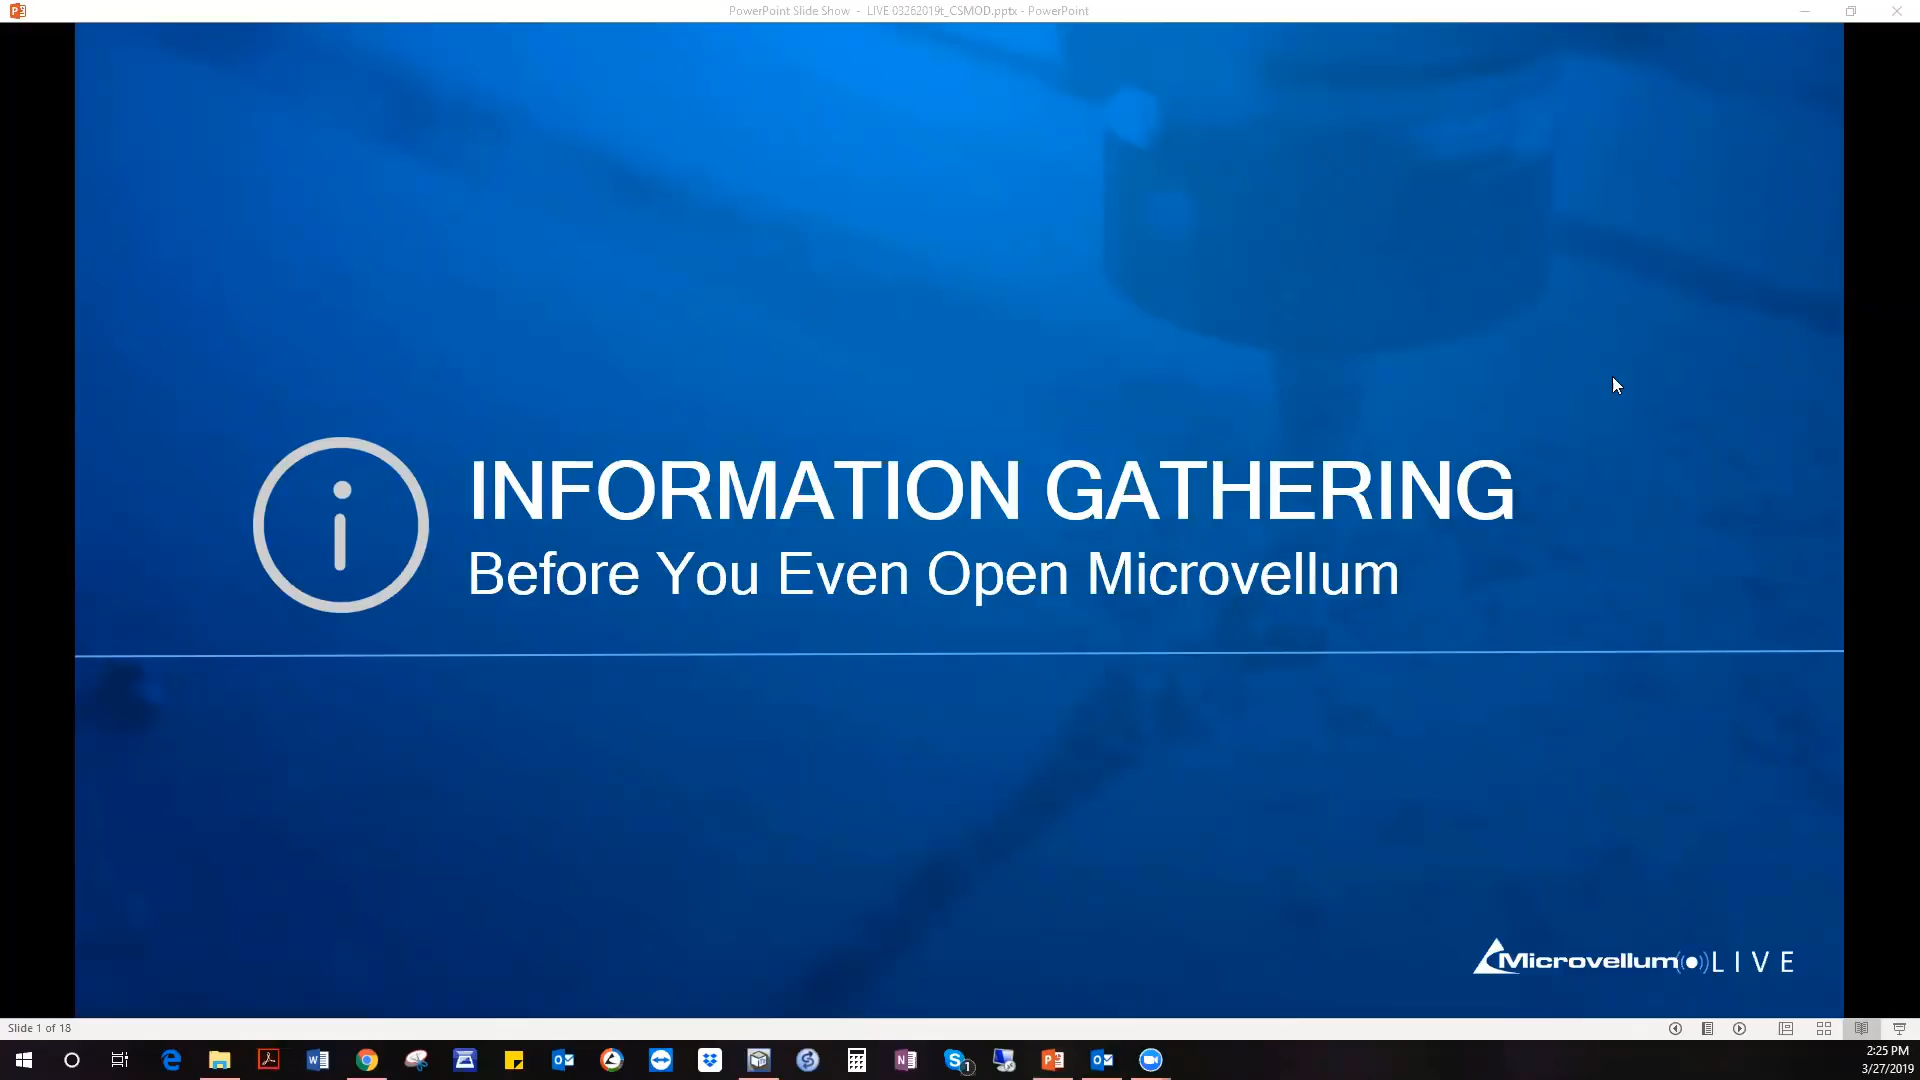 PowerPoint Slide Show - LIVE 03262019t_CSMOD.pptx - PowerPoint
INFORMATION GATHERING
Before You Even Open Microvellum
Microvellum LIVE
Slide 1 of 18
1
2:25 PM
3/27/2019